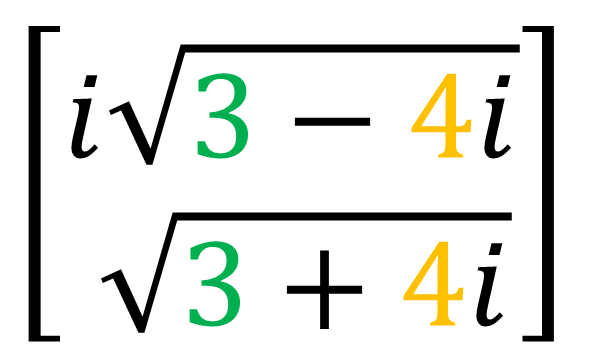 i√3 − 4i
√3 + 4i